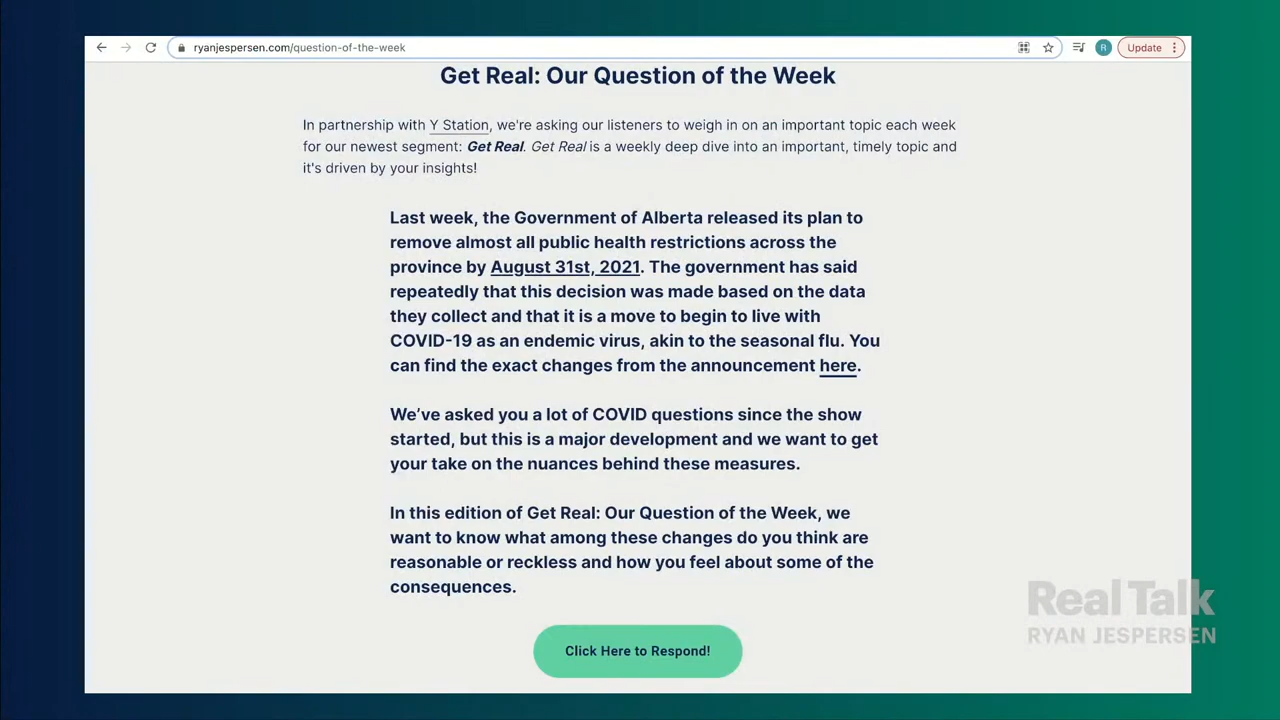 ryanjespersen.com/question-of-the-week
R
Update
Get Real: Our Question of the Week
In partnership with Y Station, we're asking our listeners to weigh in on an important topic each week
for our newest segment: Get Real. Get Real is a weekly deep dive into an important, timely topic and
it's driven by your insights!
Last week, the Government of Alberta released its plan to
remove almost all public health restrictions across the
province by August 31st, 2021. The government has said
repeatedly that this decision was made based on the data
they collect and that it is a move to begin to live with
COVID-19 as an endemic virus, akin to the seasonal flu. You
can find the exact changes from the announcement here.
We’ve asked you a lot of COVID questions since the show
started, but this is a major development and we want to get
your take on the nuances behind these measures.
In this edition of Get Real: Our Question of the Week, we
want to know what among these changes do you think are
reasonable or reckless and how you feel about some of the
consequences.
Click Here to Respond!
Real Talk
RYAN JESPERSEN